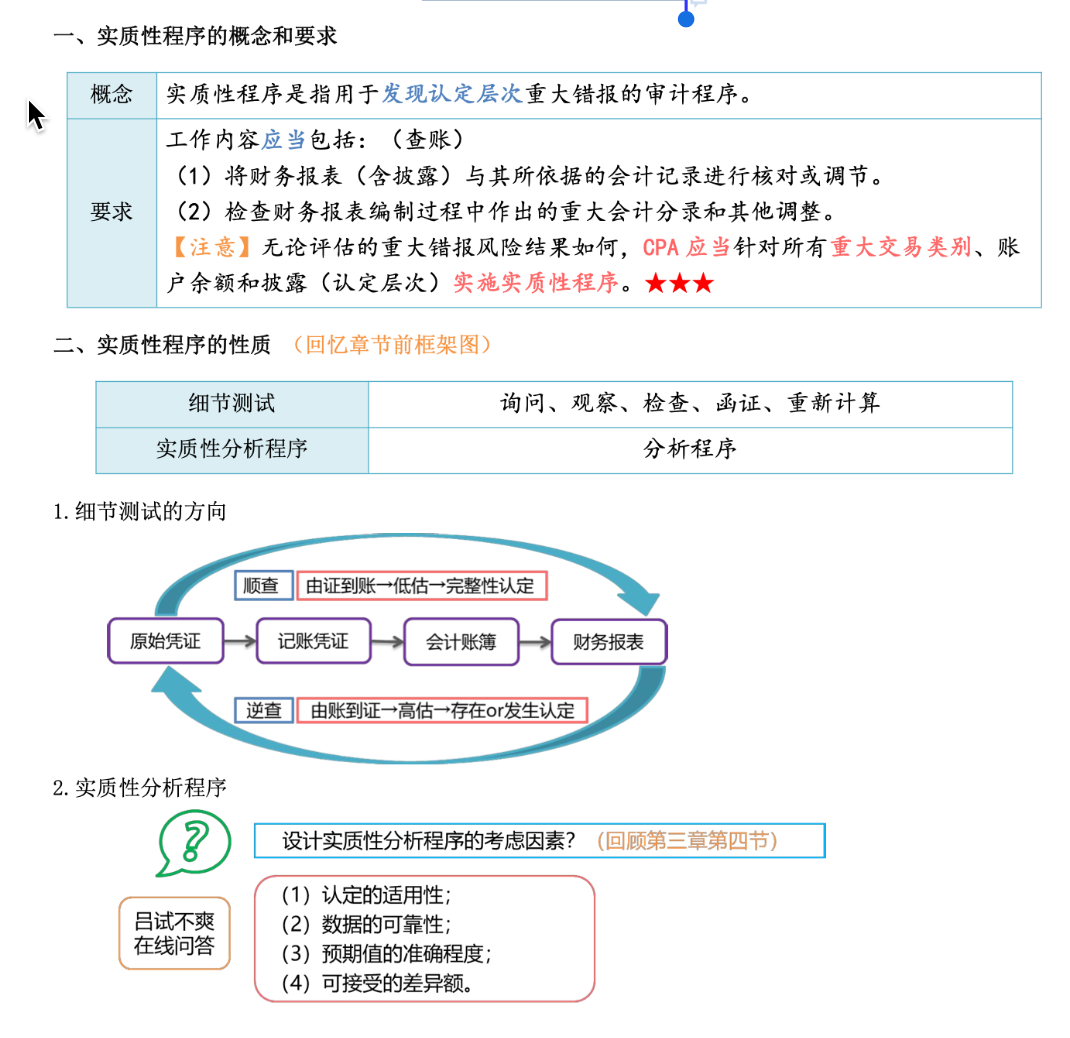 一、实质性程序的概念和要求
概念
实质性程序是指用于发现认定层次重大错报的审计程序。
要求
工作内容应当包括：（查账）
（1）将财务报表（含披露）与其所依据的会计记录进行核对或调节。
（2）检查财务报表编制过程中作出的重大会计分录和其他调整。
【注意】无论评估的重大错报风险结果如何，CPA 应当针对所有重大交易类别、账
户余额和披露（认定层次）实施实质性程序。★★★
二、实质性程序的性质 （回忆章节前框架图）
细节测试
询问、观察、检查、函证、重新计算
实质性分析程序
分析程序
1.细节测试的方向
顺查
由证到账→低估→完整性认定
原始凭证
记账凭证
会计账簿
财务报表
逆查
由账到证→高估→存在or发生认定
2.实质性分析程序
?
设计实质性分析程序的考虑因素？（回顾第三章第四节）
吕试不爽
在线问答
（1）认定的适用性；
（2）数据的可靠性；
（3）预期值的准确程度；
（4）可接受的差异额。